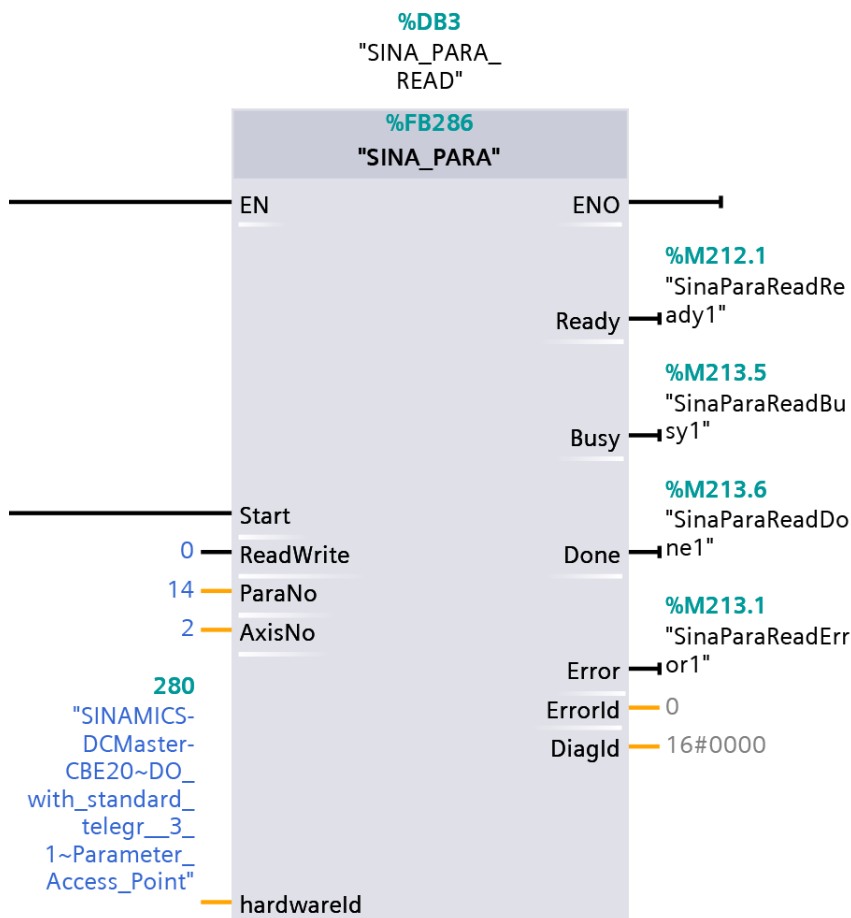 %DB3
"SINA_PARA_
READ"
%FB286
"SINA_PARA"
EN
ENO
%M212.1
"SinaParaReadRe
ady1"
Ready
%M213.5
"SinaParaReadBu
sy1"
Busy
%M213.6
"SinaParaReadDo
ne1"
Done
Start
0
ReadWrite
14
ParaNo
2
AxisNo
%M213.1
"SinaParaReadErr
or1"
Error
ErrorId
0
DiagId
16#0000
280
"SINAMICS-
DCMaster-
CBE20~DO_
with_standard_
telegr__3_
1~Parameter_
Access_Point"
hardwareId